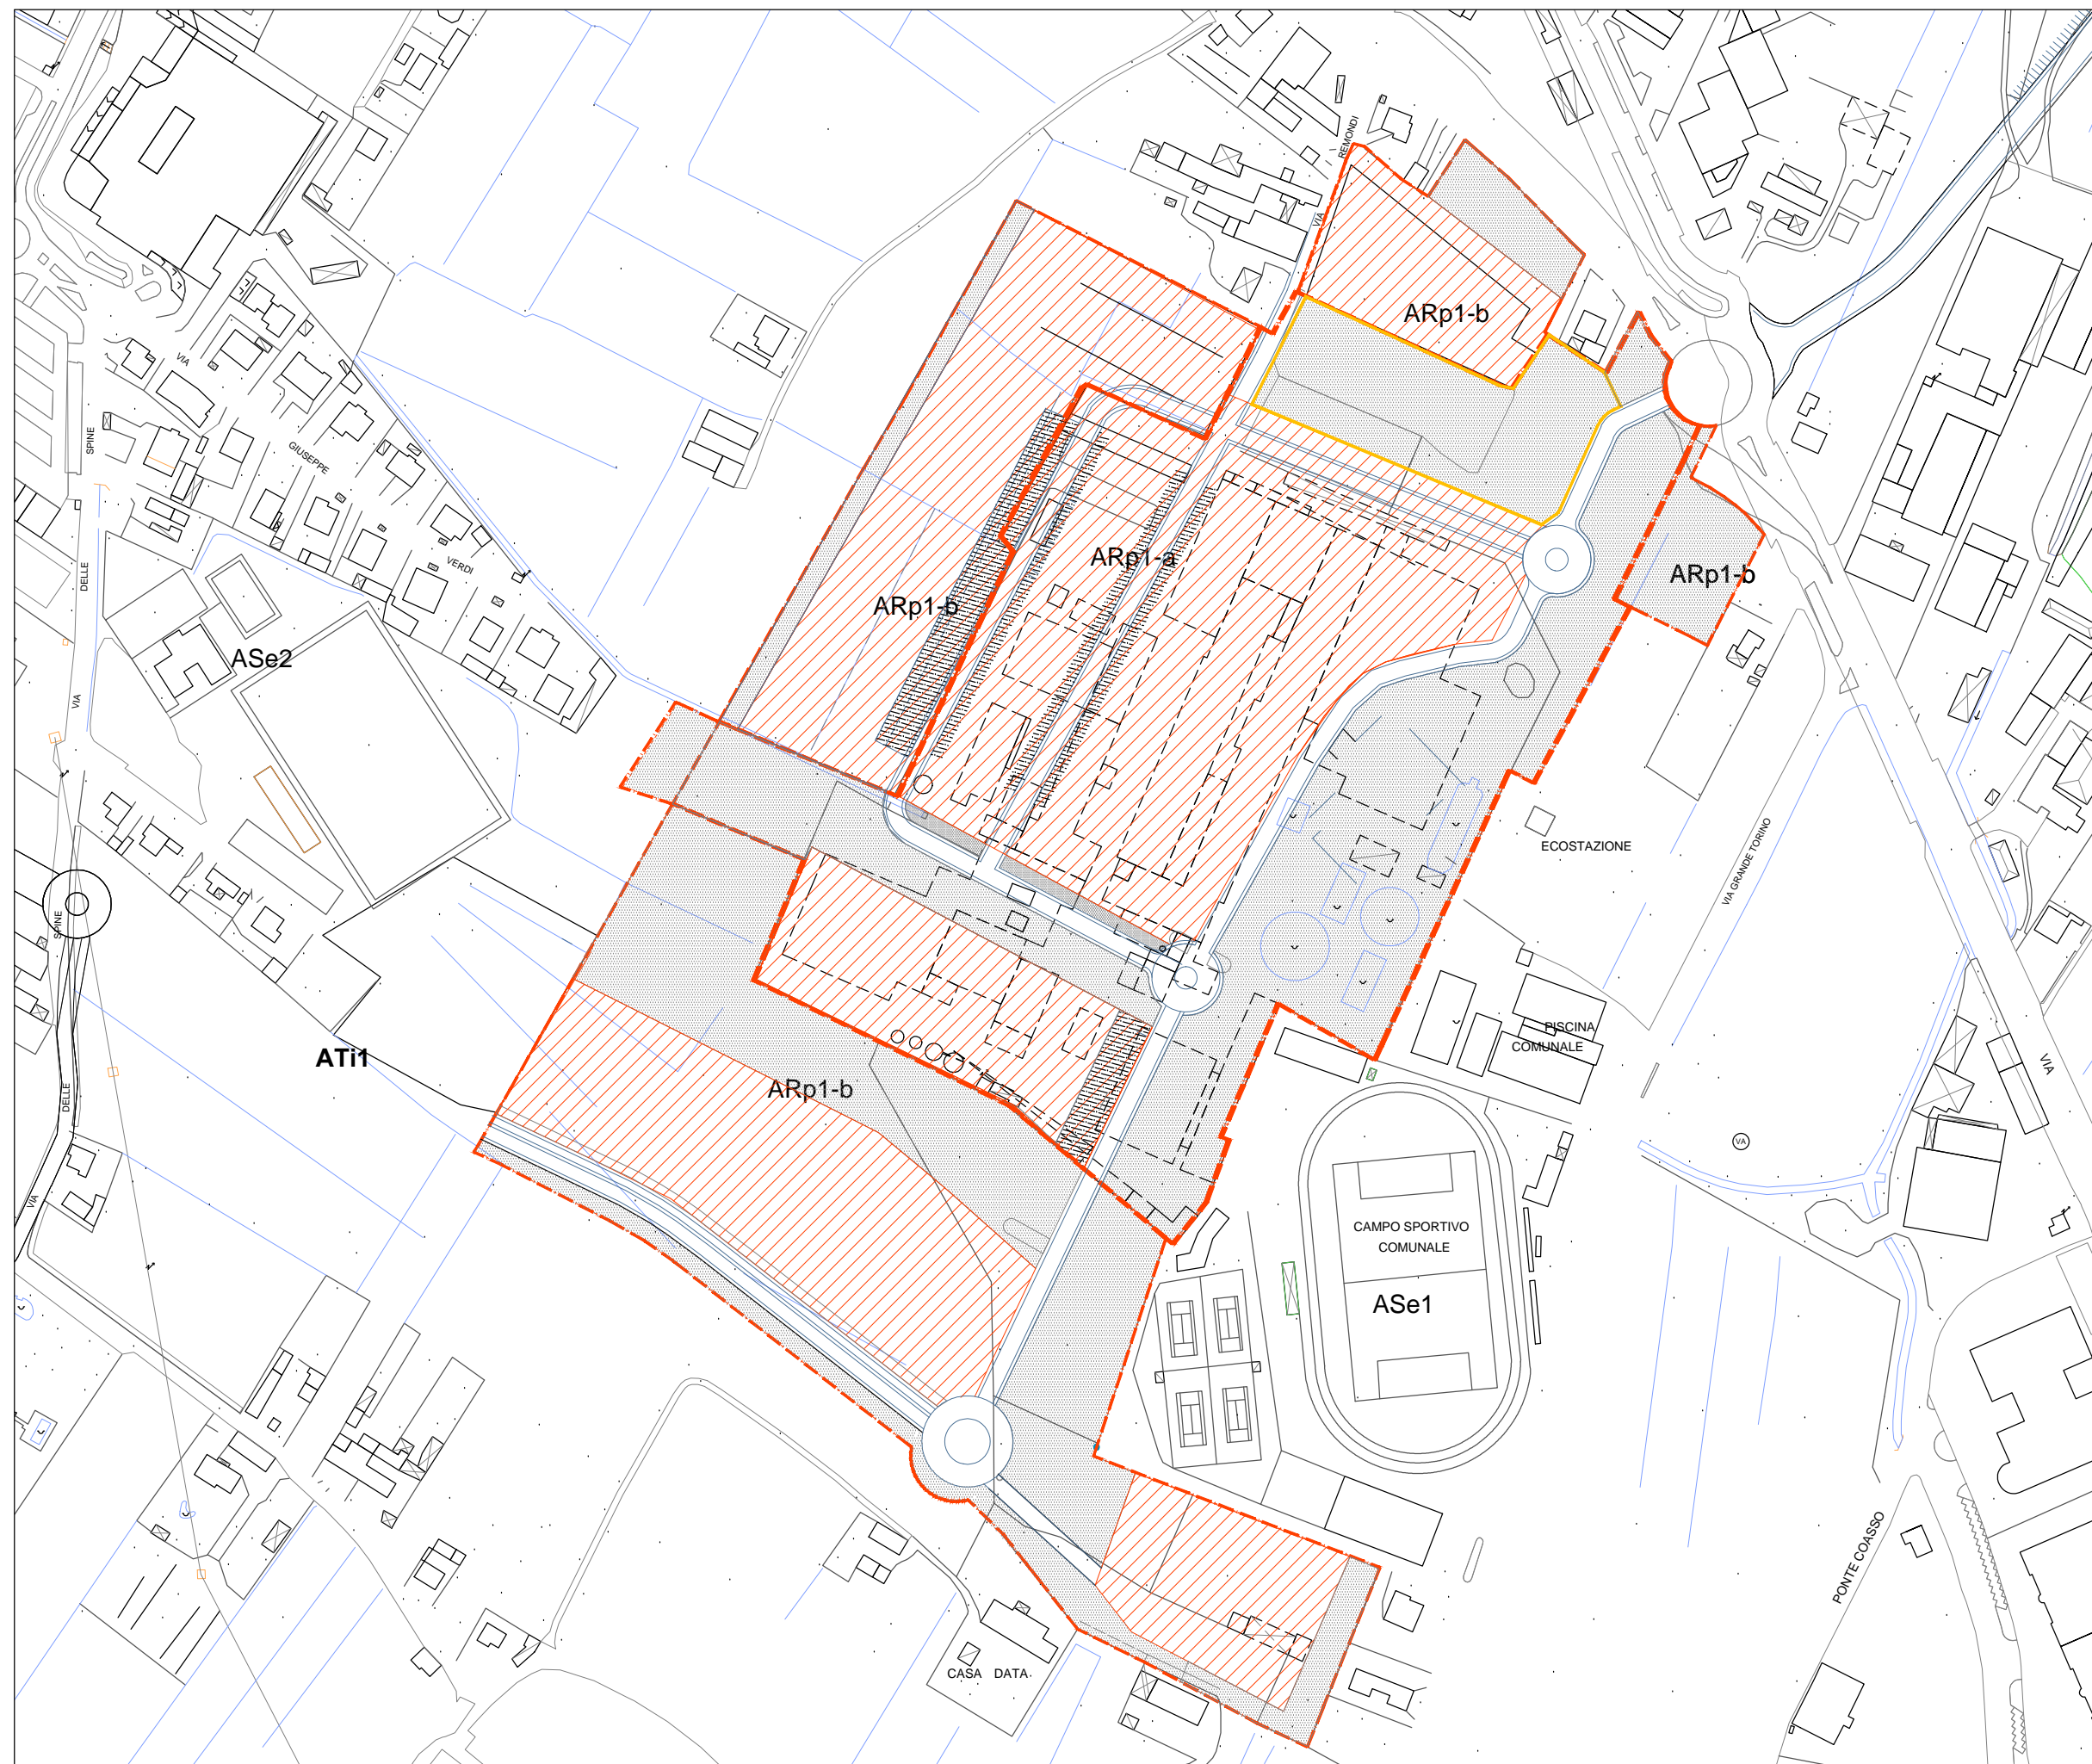 REMONDI
VIA
ARp1-b
VIA
GIUSEPPE
VERDI
SPINE
DELLE
VIA
ASe2
ARp1-a
ARp1-b
ARp1-b
ECOSTAZIONE
VIA GRANDE TORINO
SPINE
DELLE
VIA
ATi1
ARp1-b
PISCINA
COMUNALE
VIA
VA
CAMPO SPORTIVO
COMUNALE
ASe1
PONTE COASSO
CASA DATA